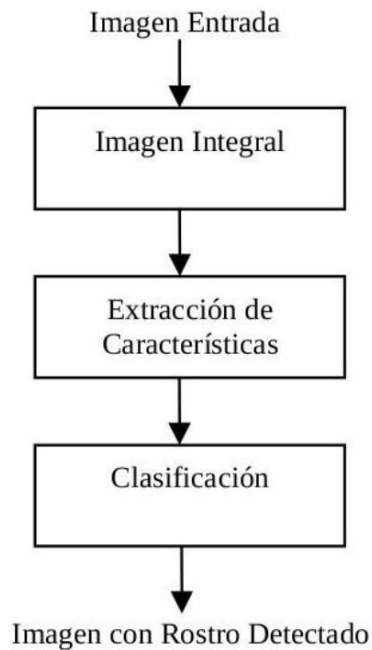 Imagen Entrada
Imagen Integral
Extracción de
Características
Clasificación
Imagen con Rostro Detectado